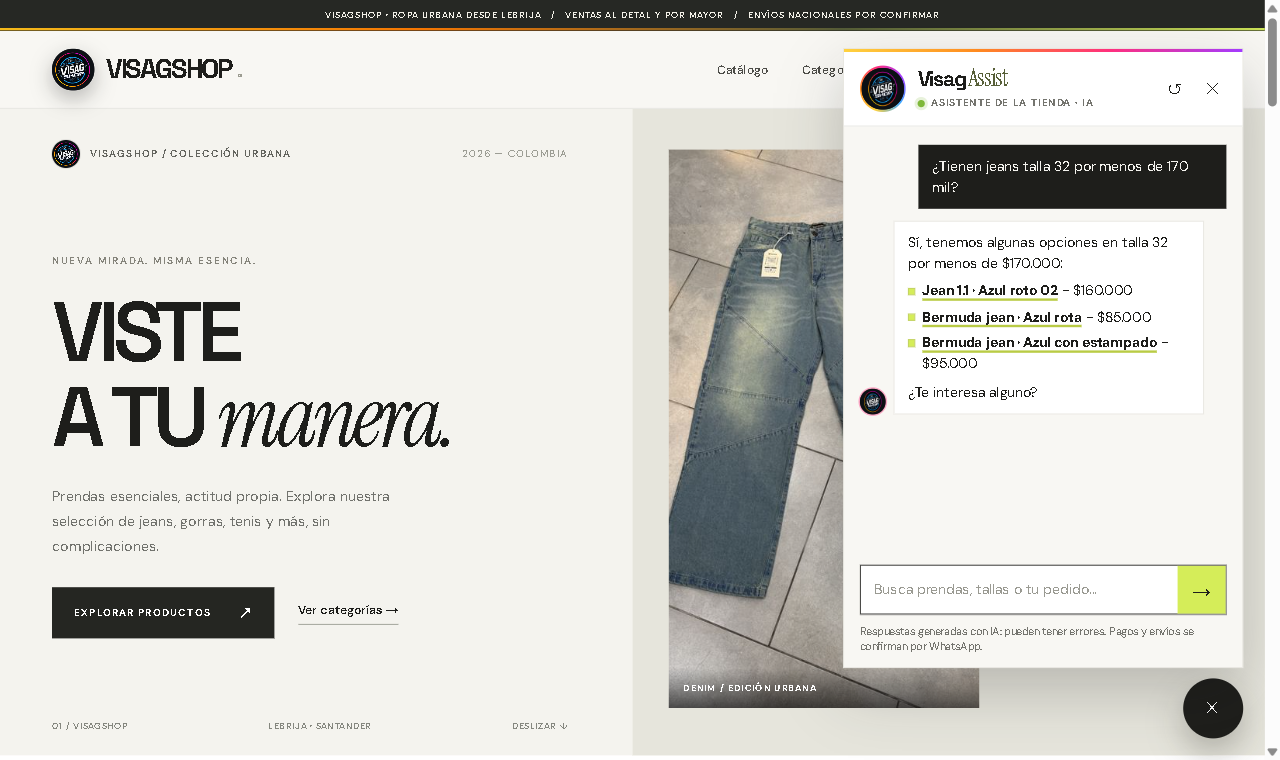 VISAGSHOP • ROPA URBANA DESDE LEBRIJA / VENTAS AL DETAL Y POR MAYOR / ENVÍOS NACIONALES POR CONFIRMAR
VISAGSHOP
Catálogo
VISAGSHOP / COLECCIÓN URBANA
2026 — COLOMBIA
NUEVA MIRADA. MISMA ESENCIA.
VISTE
A TU manera.
Prendas esenciales, actitud propia. Explora nuestra
selección de jeans, gorras, tenis y más, sin
complicaciones.
EXPLORAR PRODUCTOS ↗
Ver categorías →
01 / VISAGSHOP
LEBRIJA • SANTANDER
DESLIZAR ↓
DENIM / EDICIÓN URBANA
VisagAssist
ASISTENTE DE LA TIENDA · IA
¿Tienen jeans talla 32 por menos de 170
mil?
Sí, tenemos algunas opciones en talla 32
por menos de $170.000:
Jean 1.1 · Azul roto 02 – $160.000
Bermuda jean · Azul rota – $85.000
Bermuda jean · Azul con estampado –
$95.000
¿Te interesa alguno?
Busca prendas, tallas o tu pedido...
Respuestas generadas con IA: pueden tener errores. Pagos y envíos se
confirman por WhatsApp.